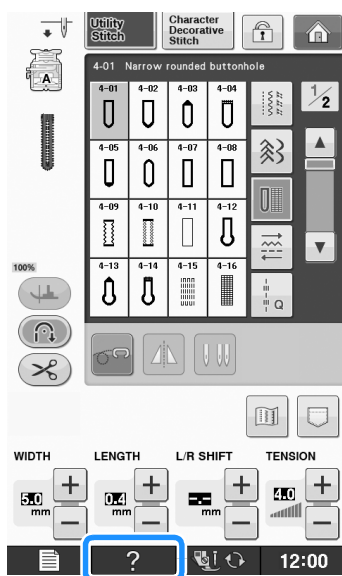 Utility
Stitch
Character
Decorative
Stitch
A
4-01 Narrow rounded buttonhole
1/2
4-01 4-02 4-03 4-04
4-05 4-06 4-07 4-08
4-09 4-10 4-11 4-12
4-13 4-14 4-15 4-16
Q
100%
WIDTH LENGTH L/R SHIFT TENSION
5.0 mm + −
0.4 mm + −
-.- mm + −
4.0 + −
? 12:00